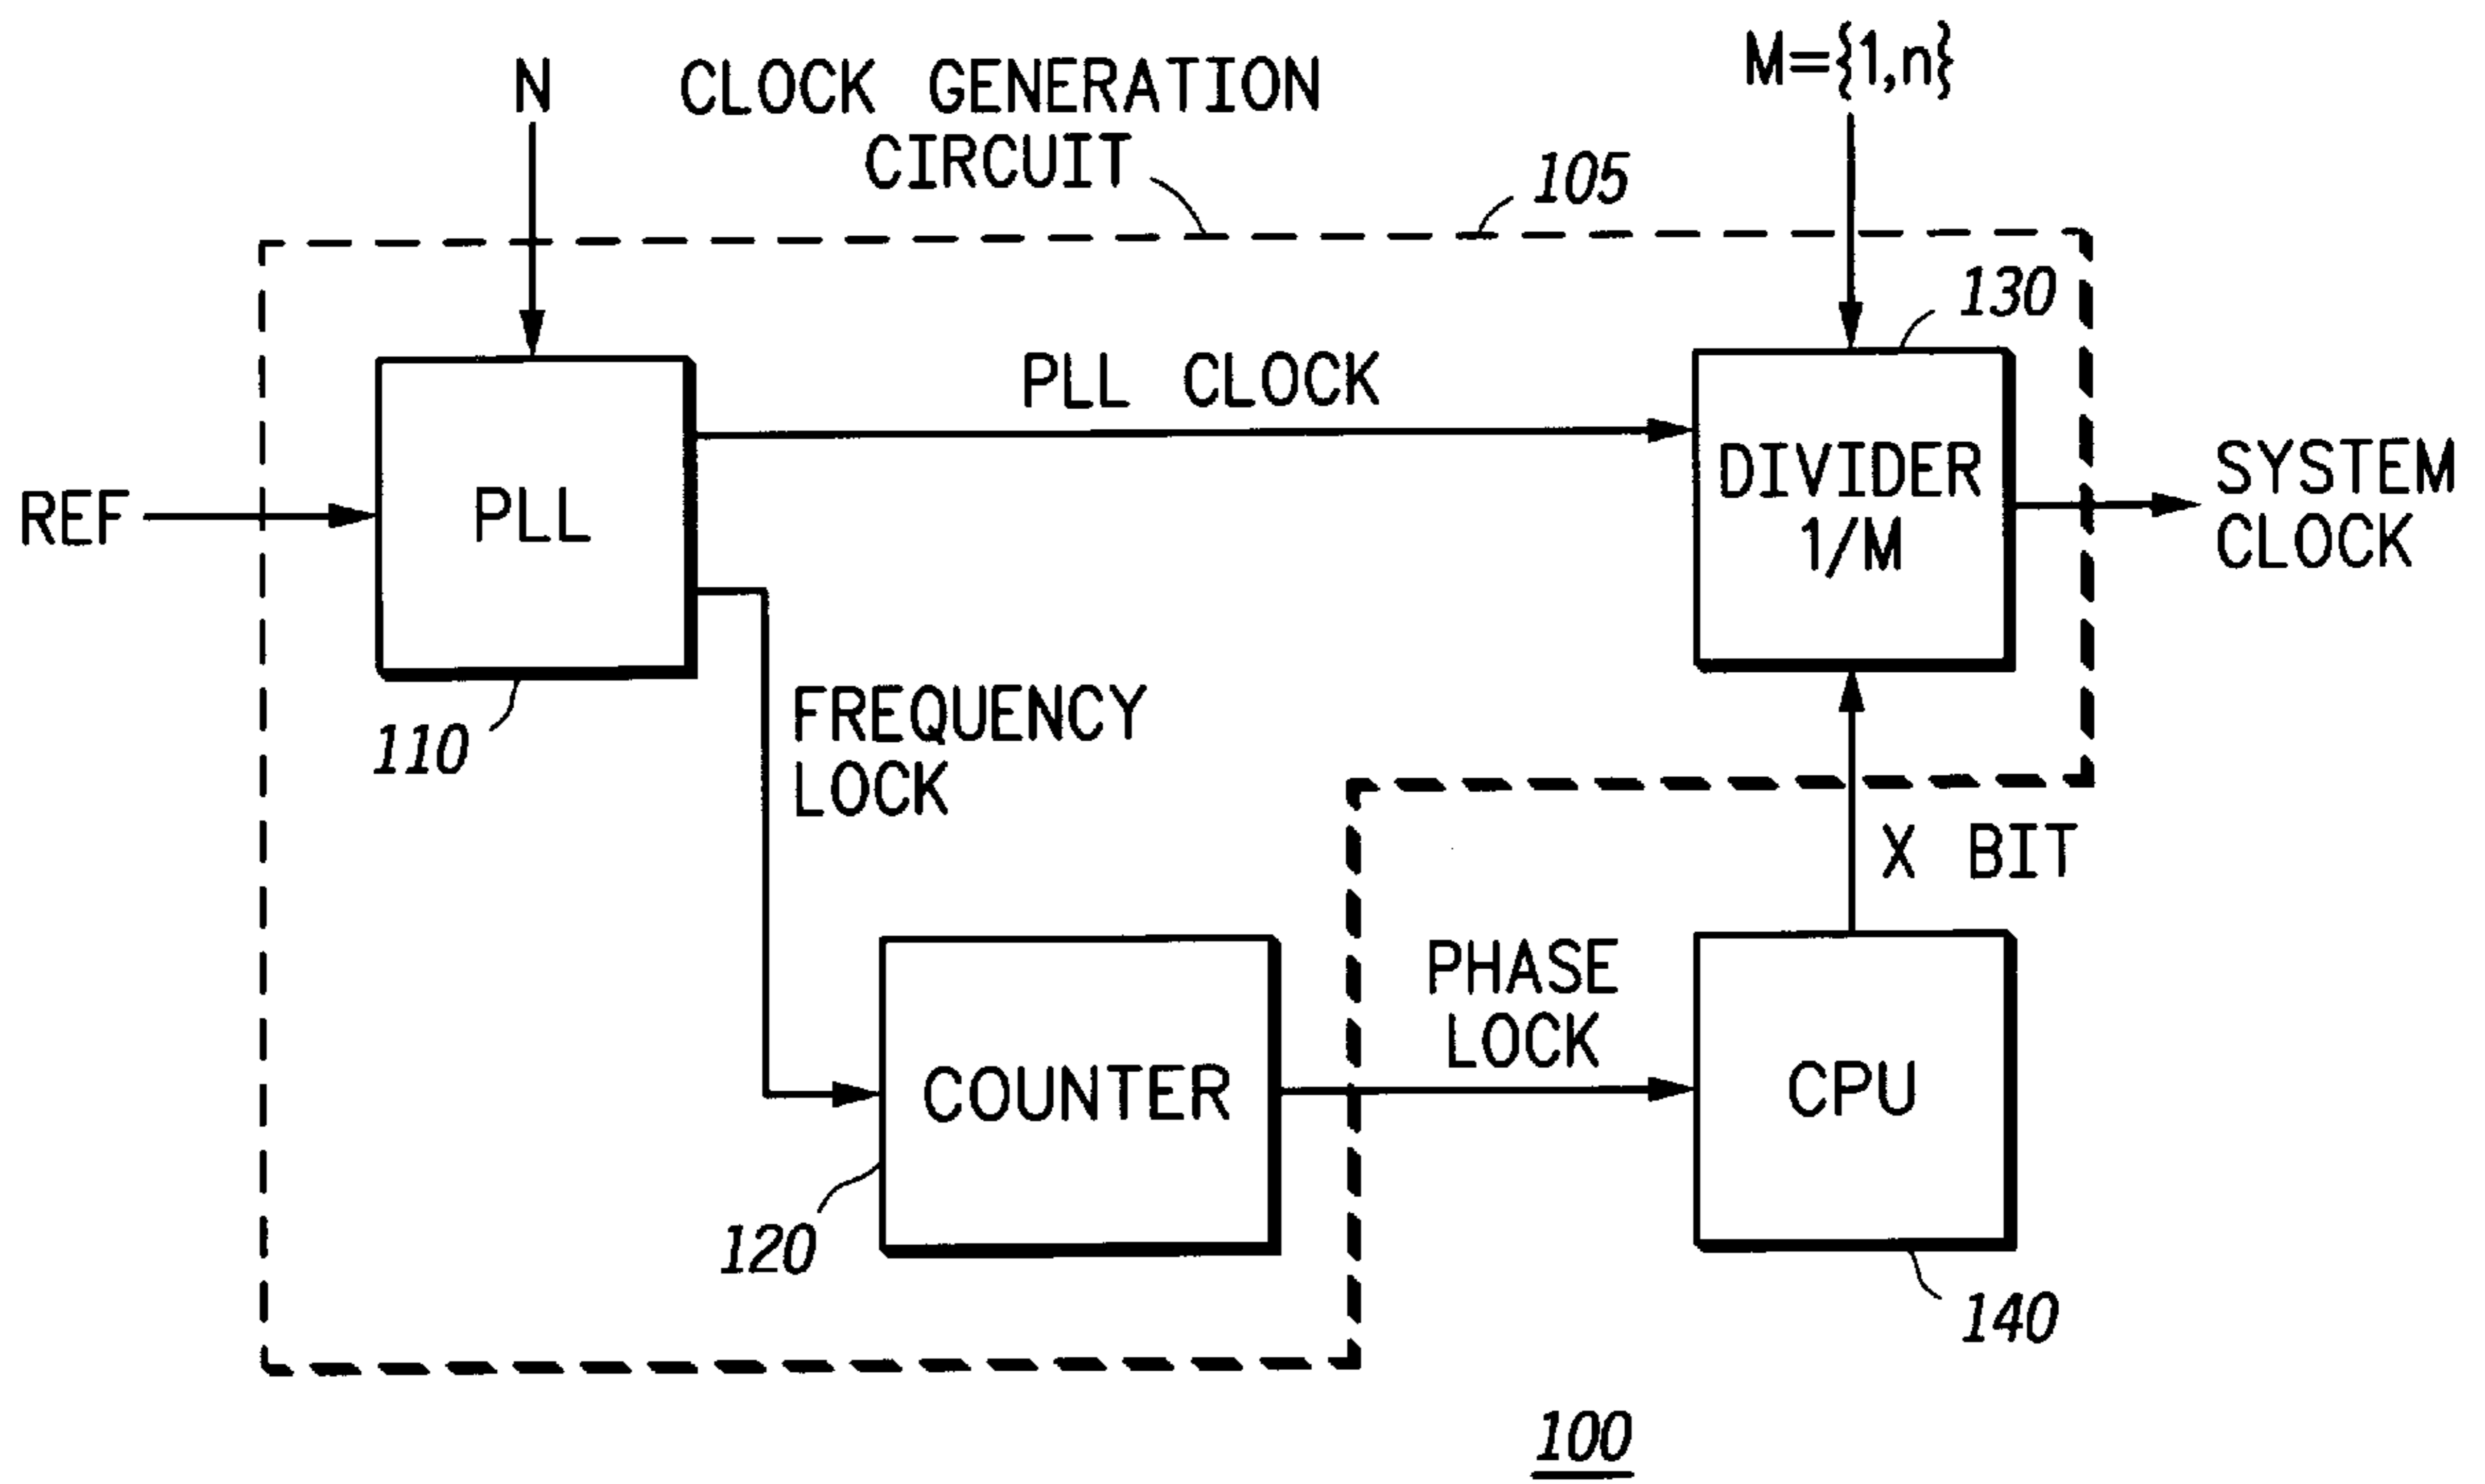 N
CLOCK GENERATION
CIRCUIT
M={1,n}
105
130
PLL CLOCK
REF
PLL
DIVIDER
1/M
SYSTEM
CLOCK
110
FREQUENCY
LOCK
X BIT
PHASE
LOCK
COUNTER
CPU
120
140
100